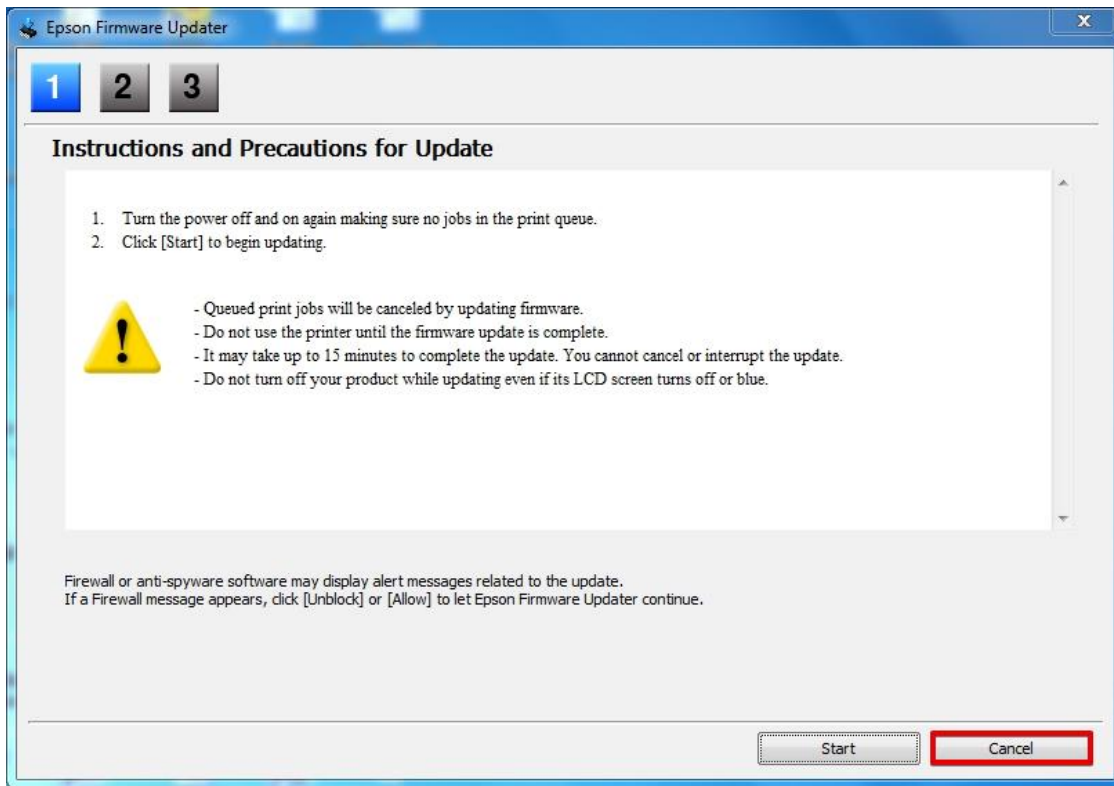 Epson Firmware Updater
x
1 2 3
Instructions and Precautions for Update
1. Turn the power off and on again making sure no jobs in the print queue.
2. Click [Start] to begin updating.
- Queued print jobs will be canceled by updating firmware.
- Do not use the printer until the firmware update is complete.
- It may take up to 15 minutes to complete the update. You cannot cancel or interrupt the update.
- Do not turn off your product while updating even if its LCD screen turns off or blue.
Firewall or anti-spyware software may display alert messages related to the update.
If a Firewall message appears, click [Unblock] or [Allow] to let Epson Firmware Updater continue.
Start Cancel